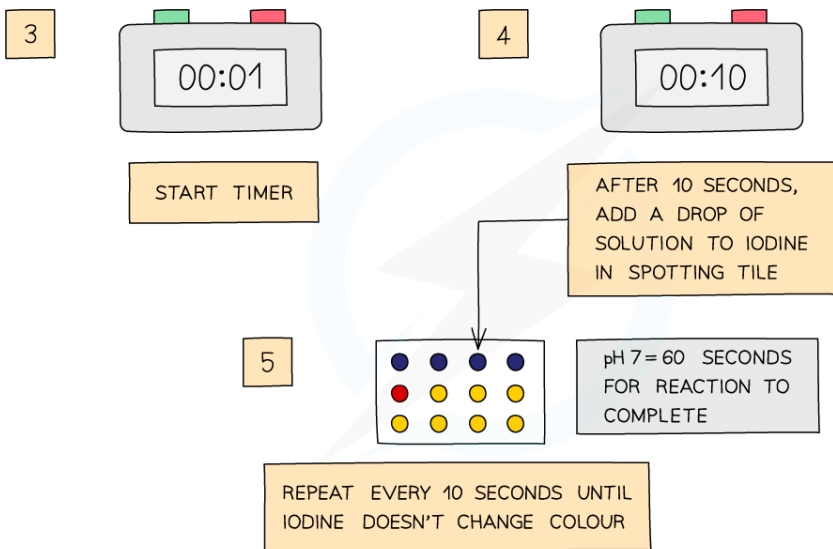 3
00:01
START TIMER
4
00:10
AFTER 10 SECONDS,
ADD A DROP OF
SOLUTION TO IODINE
IN SPOTTING TILE
5
pH 7 = 60 SECONDS
FOR REACTION TO
COMPLETE
REPEAT EVERY 10 SECONDS UNTIL
IODINE DOESN'T CHANGE COLOUR